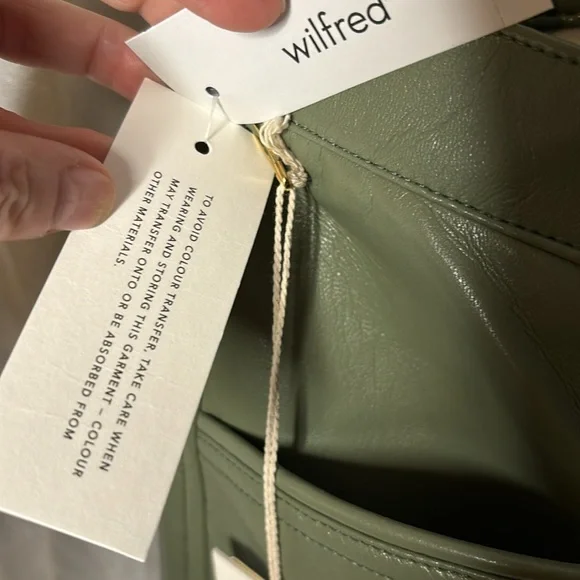 wilfred
TO AVOID COLOUR TRANSFER, TAKE CARE WHEN
WEARING AND STORING THIS GARMENT – COLOUR
MAY TRANSFER ONTO OR BE ABSORBED FROM
OTHER MATERIALS.